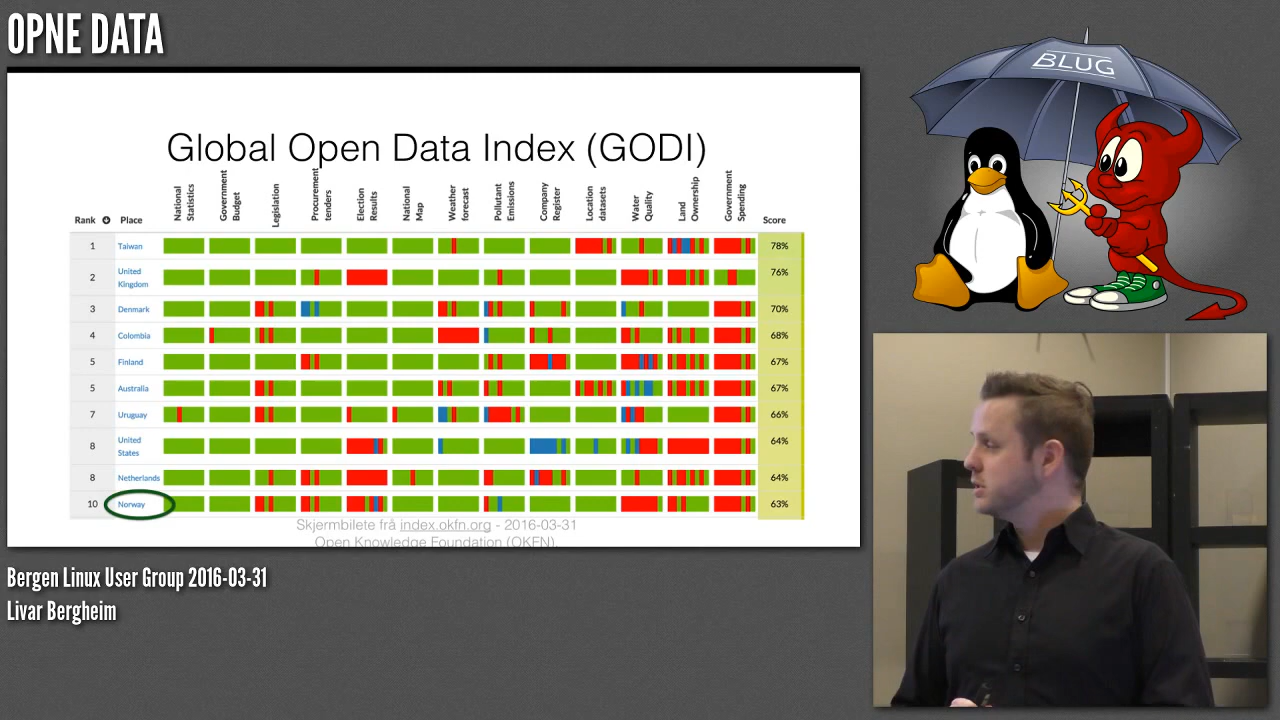 OPNE DATA
BLUG
Global Open Data Index (GODI)
Rank Place National Statistics Government Budget Legislation Procurement tenders Election Results National Map Weather forecast Pollutant Emissions Company Register Location datasets Water Quality Land Ownership Government Spending Score
1 Taiwan 78%
2 United Kingdom 76%
3 Denmark 70%
4 Colombia 68%
5 Finland 67%
5 Australia 67%
7 Uruguay 66%
8 United States 64%
8 Netherlands 64%
10 Norway 63%
Skjermbilete frå index.okfn.org - 2016-03-31
Open Knowledge Foundation (OKFN).
Bergen Linux User Group 2016-03-31
Livar Bergheim